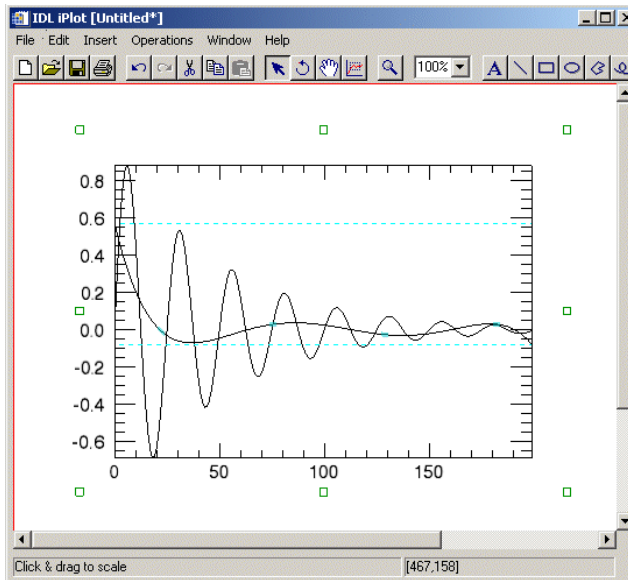 IDL iPlot [Untitled*]
File Edit Insert Operations Window Help
100%
A
0.8
0.6
0.4
0.2
0.0
-0.2
-0.4
-0.6
0 50 100 150
Click & drag to scale [467,158]